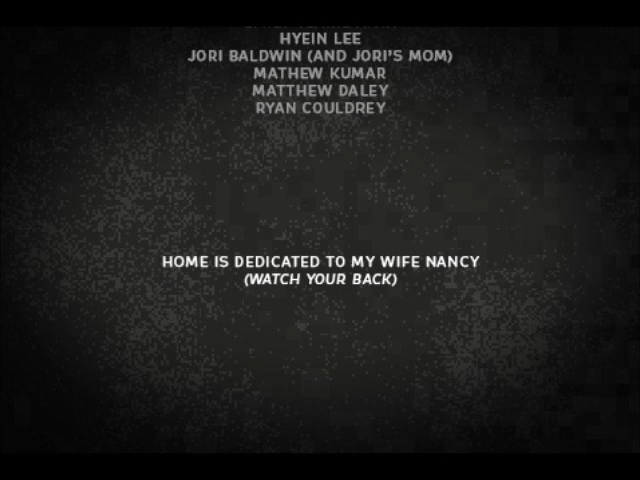 HYEIN LEE
JORI BALDWIN (AND JORI'S MOM)
MATHEW KUMAR
MATTHEW DALEY
RYAN COULDREY
HOME IS DEDICATED TO MY WIFE NANCY
(WATCH YOUR BACK)